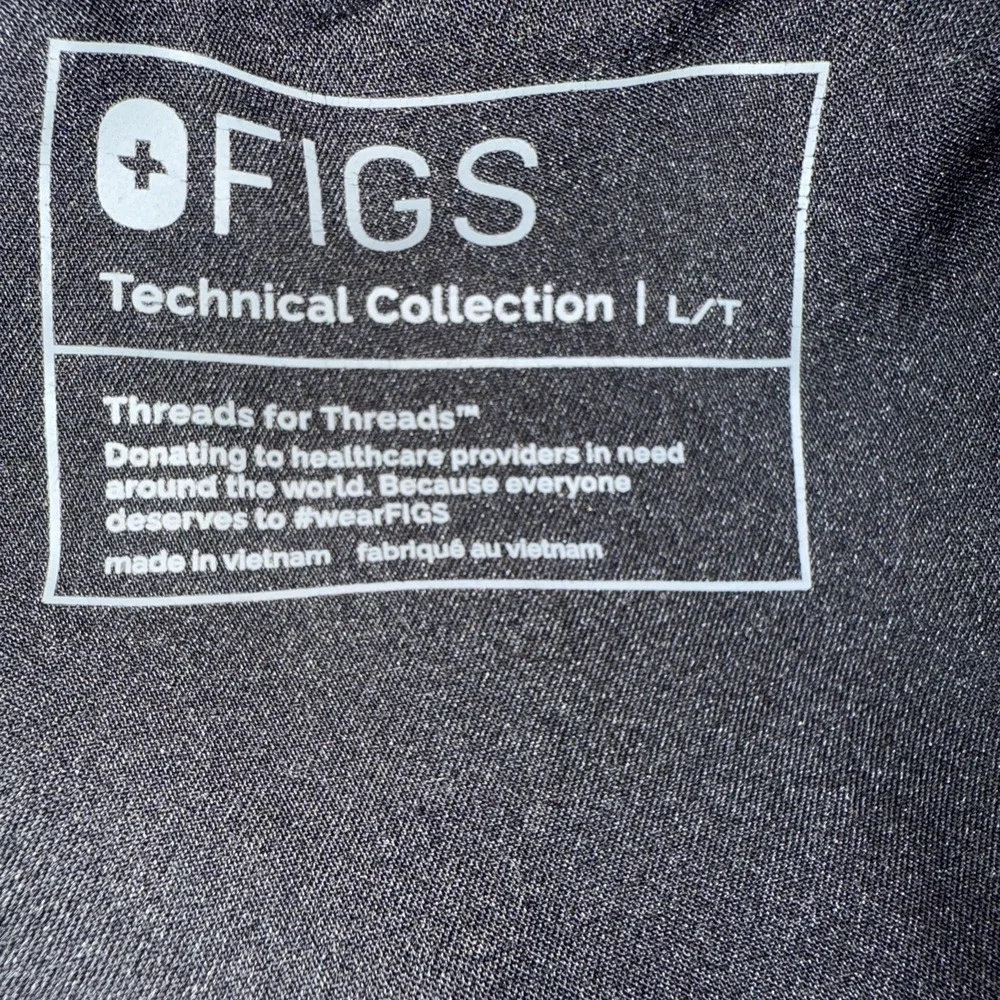 FIGS
Technical Collection | L/T
Threads for Threads™
Donating to healthcare providers in need
around the world. Because everyone
deserves to #wearFIGS
made in vietnam fabriqué au vietnam